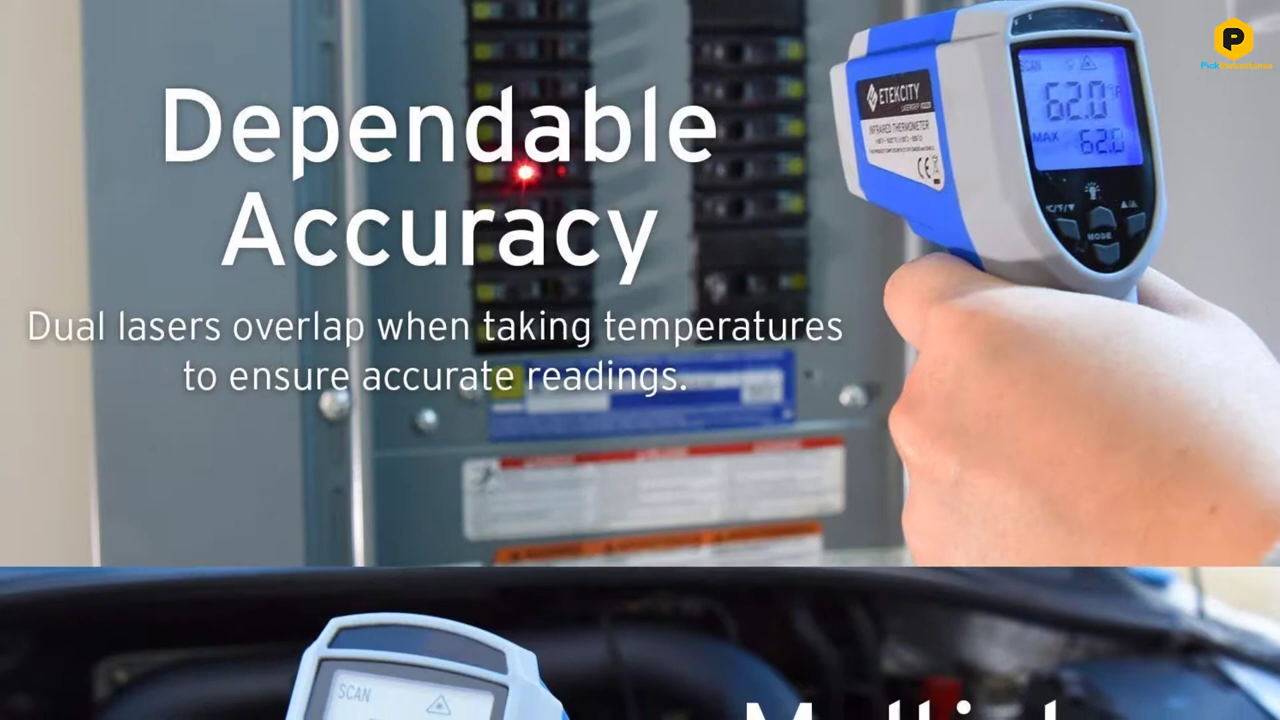 Dependable
Accuracy
Dual lasers overlap when taking temperatures
to ensure accurate readings.
ETEKCITY
INFRARED THERMOMETER
SCAN
62.0°F
MAX 62.0
°C/°F/▼
MODE
SCAN